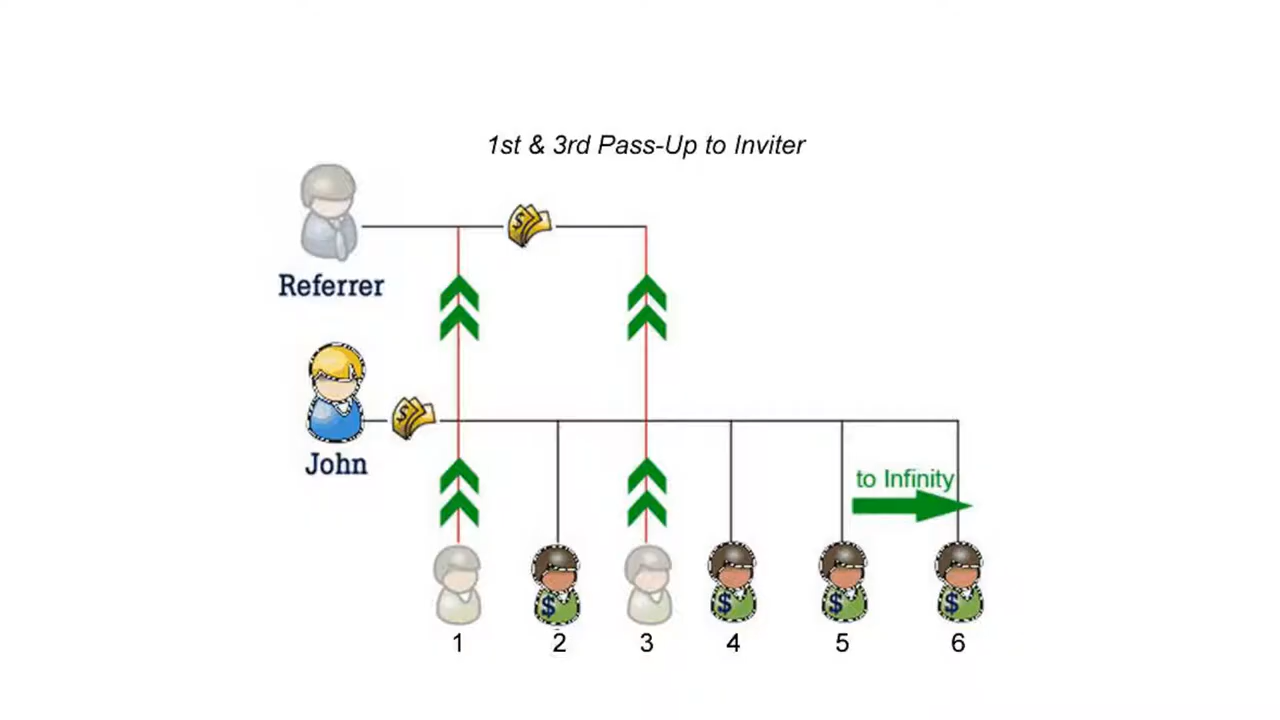 1st & 3rd Pass-Up to Inviter
$
Referrer
$
John
to Infinity
$
$
$
$
1 2 3 4 5 6